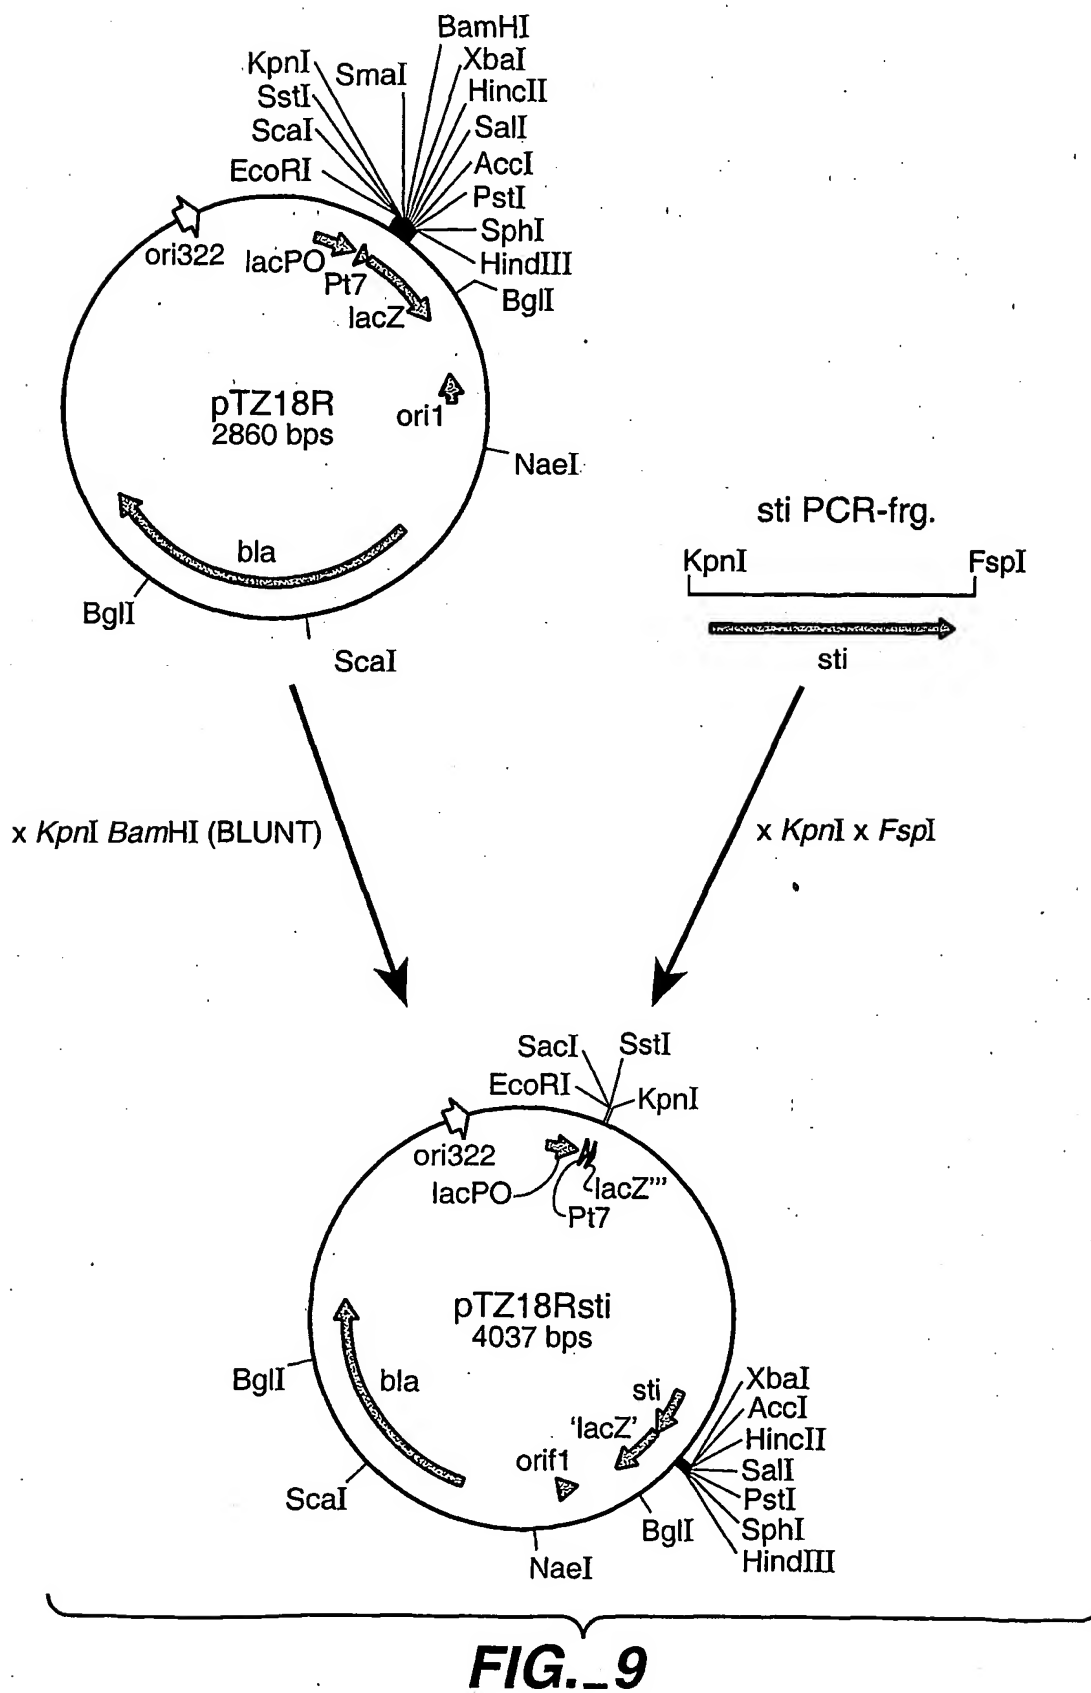 BamHI
KpnI
SmaI
XbaI
SstI
HincII
ScaI
SalI
EcoRI
AccI
PstI
SphI
HindIII
BglI
ori322
lacPO
Pt7
lacZ
pTZ18R
2860 bps
ori1
NaeI
bla
BglI
ScaI
sti PCR-frg.
KpnI
FspI
sti
x KpnI BamHI (BLUNT)
x KpnI x FspI
SacI
SstI
EcoRI
KpnI
ori322
lacPO
lacZ'''
Pt7
pTZ18Rsti
4037 bps
BglI
bla
sti
'lacZ'
orif1
XbaI
AccI
HincII
SalI
PstI
SphI
HindIII
ScaI
BglI
NaeI
FIG._9